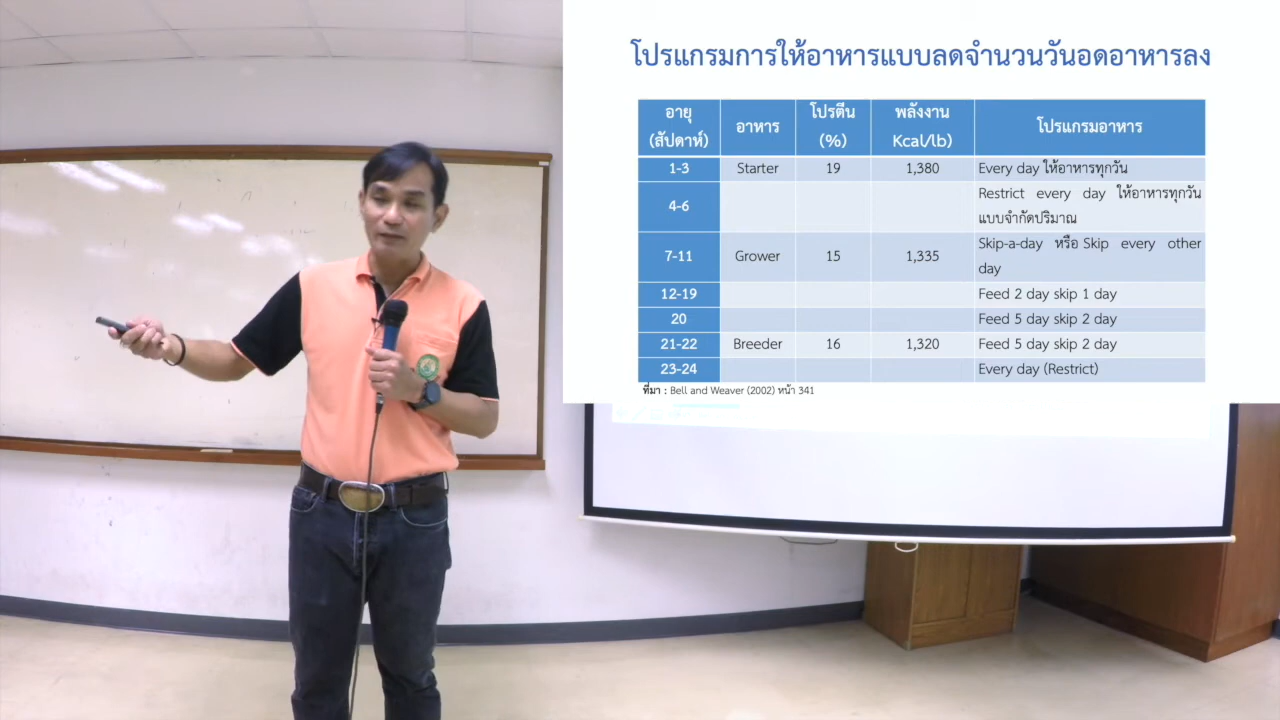 โปรแกรมการให้อาหารแบบลดจำนวนวันอดอาหารลง
อายุ (สัปดาห์) อาหาร โปรตีน (%) พลังงาน Kcal/lb) โปรแกรมอาหาร
1-3 Starter 19 1,380 Every day ให้อาหารทุกวัน
4-6 Restrict every day ให้อาหารทุกวัน
แบบจำกัดปริมาณ
7-11 Grower 15 1,335 Skip-a-day หรือ Skip every other
day
12-19 Feed 2 day skip 1 day
20 Feed 5 day skip 2 day
21-22 Breeder 16 1,320 Feed 5 day skip 2 day
23-24 Every day (Restrict)
ที่มา : Bell and Weaver (2002) หน้า 341